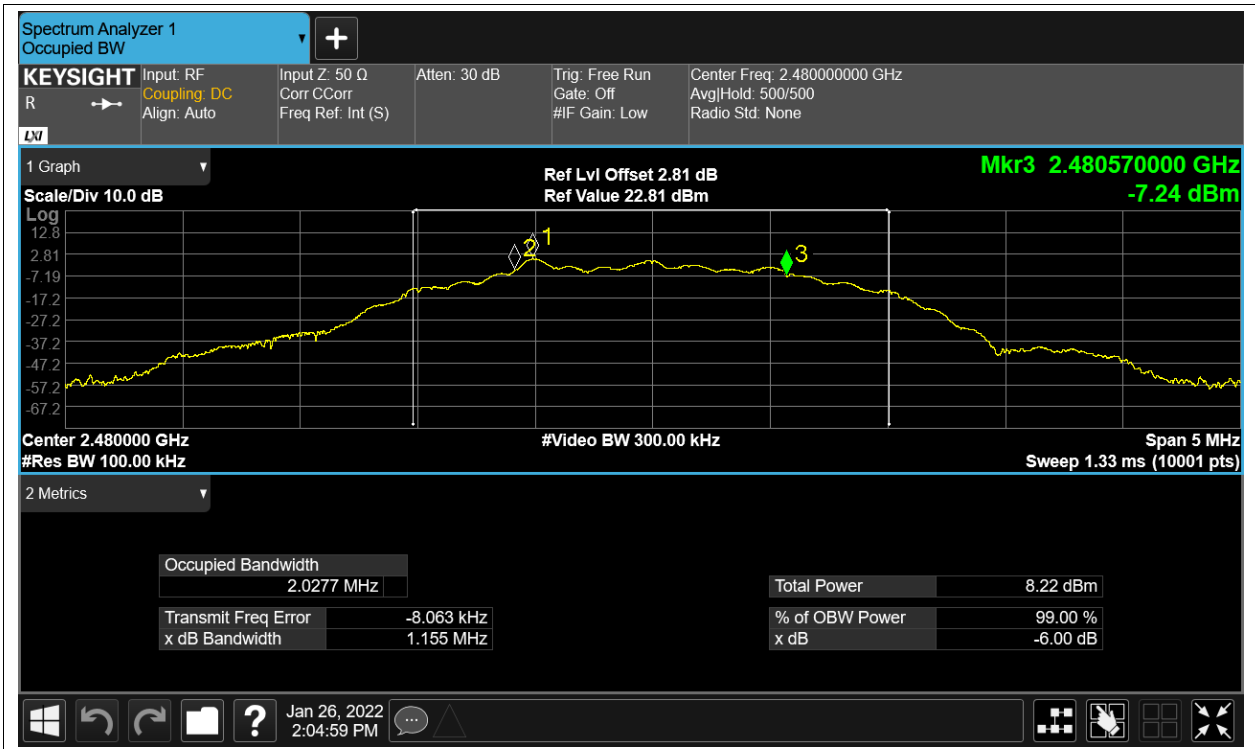 Spectrum Analyzer 1
Occupied BW
KEYSIGHT
R
LXI
Input: RF
Coupling: DC
Align: Auto
Input Z: 50 Ω
Corr CCorr
Freq Ref: Int (S)
Atten: 30 dB
Trig: Free Run
Gate: Off
#IF Gain: Low
Center Freq: 2.480000000 GHz
Avg|Hold: 500/500
Radio Std: None
1 Graph
Scale/Div 10.0 dB
Ref Lvl Offset 2.81 dB
Ref Value 22.81 dBm
Mkr3 2.480570000 GHz
-7.24 dBm
Log
12.8
2.81
-7.19
-17.2
-27.2
-37.2
-47.2
-57.2
-67.2
2
1
3
Center 2.480000 GHz
#Res BW 100.00 kHz
#Video BW 300.00 kHz
Span 5 MHz
Sweep 1.33 ms (10001 pts)
2 Metrics
Occupied Bandwidth
2.0277 MHz
Transmit Freq Error -8.063 kHz
x dB Bandwidth 1.155 MHz
Total Power 8.22 dBm
% of OBW Power 99.00 %
x dB -6.00 dB
?
Jan 26, 2022
2:04:59 PM